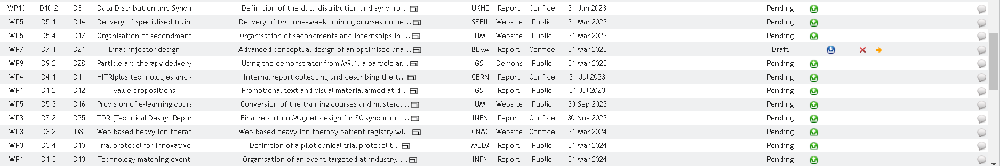 WP10 D10.2 D31 Data Distribution and Synch Definition of the data distribution and synchro... UKHD Report Confide 31 Jan 2023 Pending
WP5 D5.1 D14 Delivery of specialised train Delivery of two one-week training courses on he... SEEII Website Public 31 Mar 2023 Pending
WP5 D5.4 D17 Organisation of secondment Organisation of secondments and internships in ... UM Website Public 31 Mar 2023 Pending
WP7 D7.1 D21 Linac injector design Advanced conceptual design of an optimised lina... BEVA Report Confide 31 Mar 2023 Draft
WP9 D9.2 D28 Particle arc therapy delivery Using the demonstrator from M9.1, a particle ar... GSI Demons Public 31 Mar 2023 Pending
WP4 D4.1 D11 HITRIplus technologies and Internal report collecting and describing the t... CERN Report Confide 31 Jul 2023 Pending
WP4 D4.2 D12 Value propositions Promotional text and visual material aimed at d... GSI Report Public 31 Jul 2023 Pending
WP5 D5.3 D16 Provision of e-learning cours Conversion of the training courses and mastercl... UM Website Public 30 Sep 2023 Pending
WP8 D8.2 D25 TDR (Technical Design Repor Final report on Magnet design for SC synchrotro... INFN Report Confide 30 Nov 2023 Pending
WP3 D3.2 D8 Web based heavy ion therap Web based heavy ion therapy patient registry wi... CNAC Website Confide 31 Mar 2024 Pending
WP3 D3.4 D10 Trial protocol for innovative Definition of a pilot clinical trial protocol t... MEDA Report Public 31 Mar 2024 Pending
WP4 D4.3 D13 Technology matching event Organisation of an event targeted at industry, ... INFN Report Public 31 Mar 2024 Pending